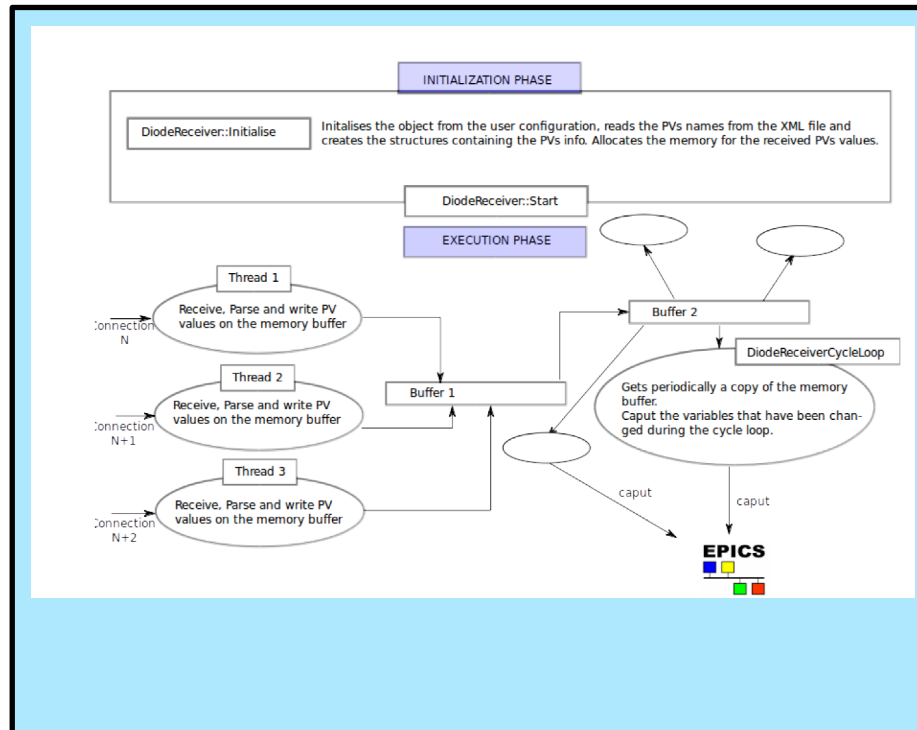 INITIALIZATION PHASE
DiodeReceiver::Initialise
Initalises the object from the user configuration, reads the PVs names from the XML file and
creates the structures containing the PVs info. Allocates the memory for the received PVs values.
DiodeReceiver::Start
EXECUTION PHASE
Thread 1
Receive, Parse and write PV
values on the memory buffer
Connection
N
Thread 2
Receive, Parse and write PV
values on the memory buffer
Connection
N+1
Thread 3
Receive, Parse and write PV
values on the memory buffer
Connection
N+2
Buffer 1
Buffer 2
DiodeReceiverCycleLoop
Gets periodically a copy of the memory
buffer.
Caput the variables that have been chan-
ged during the cycle loop.
caput
caput
EPICS